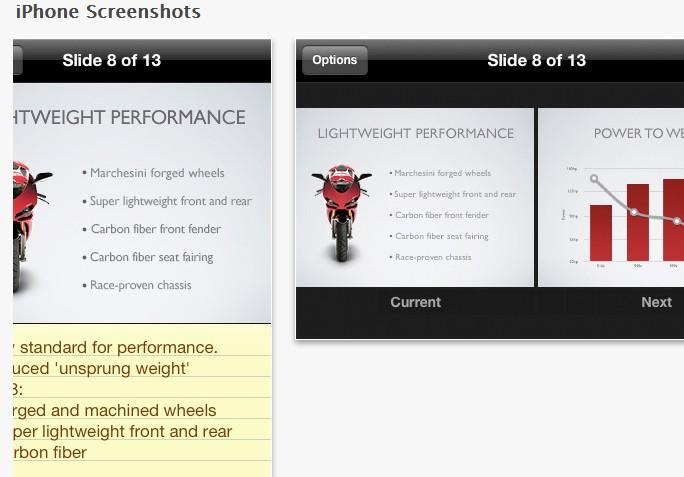 iPhone Screenshots
Slide 8 of 13
HTWEIGHT PERFORMANCE
• Marchesini forged wheels
• Super lightweight front and rear
• Carbon fiber front fender
• Carbon fiber seat fairing
• Race-proven chassis
standard for performance.
uced 'unsprung weight'
3:
rged and machined wheels
per lightweight front and rear
rbon fiber
Options
Slide 8 of 13
LIGHTWEIGHT PERFORMANCE
• Marchesini forged wheels
• Super lightweight front and rear
• Carbon fiber front fender
• Carbon fiber seat fairing
• Race-proven chassis
Current
POWER TO WE
Next